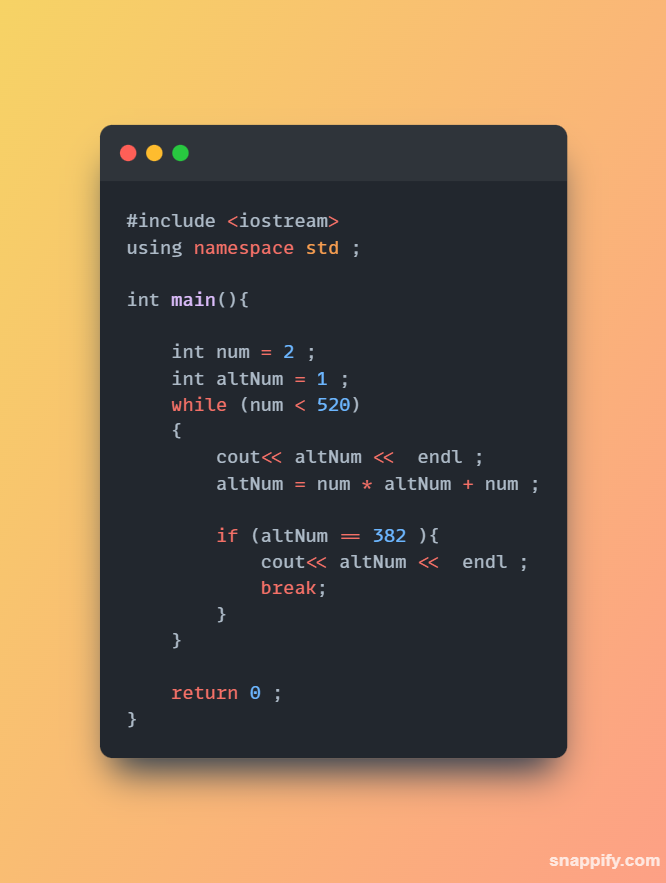 #include <iostream>
using namespace std ;
int main(){
int num = 2 ;
int altNum = 1 ;
while (num < 520)
{
cout<< altNum <<  endl ;
altNum = num * altNum + num ;
if (altNum == 382 ){
cout<< altNum <<  endl ;
break;
}
}
return 0 ;
}
snappify.com